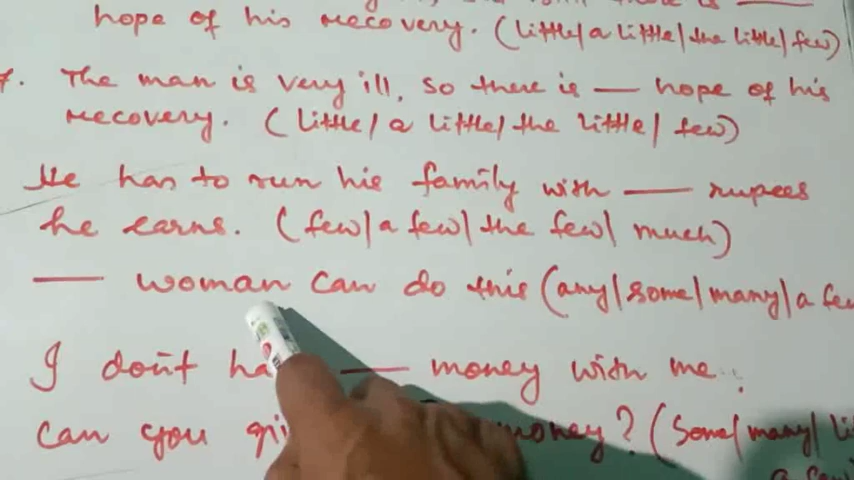 hope of his recovery. (little/a little/the little/few)
7. The man is very ill, so there is — hope of his
recovery. (little/a little/the little/few)
He has to run his family with — rupees
he earns. (few/a few/the few/much)
— woman can do this (any/some/many/a few
I don't — money with me.
can you money? (some/many/